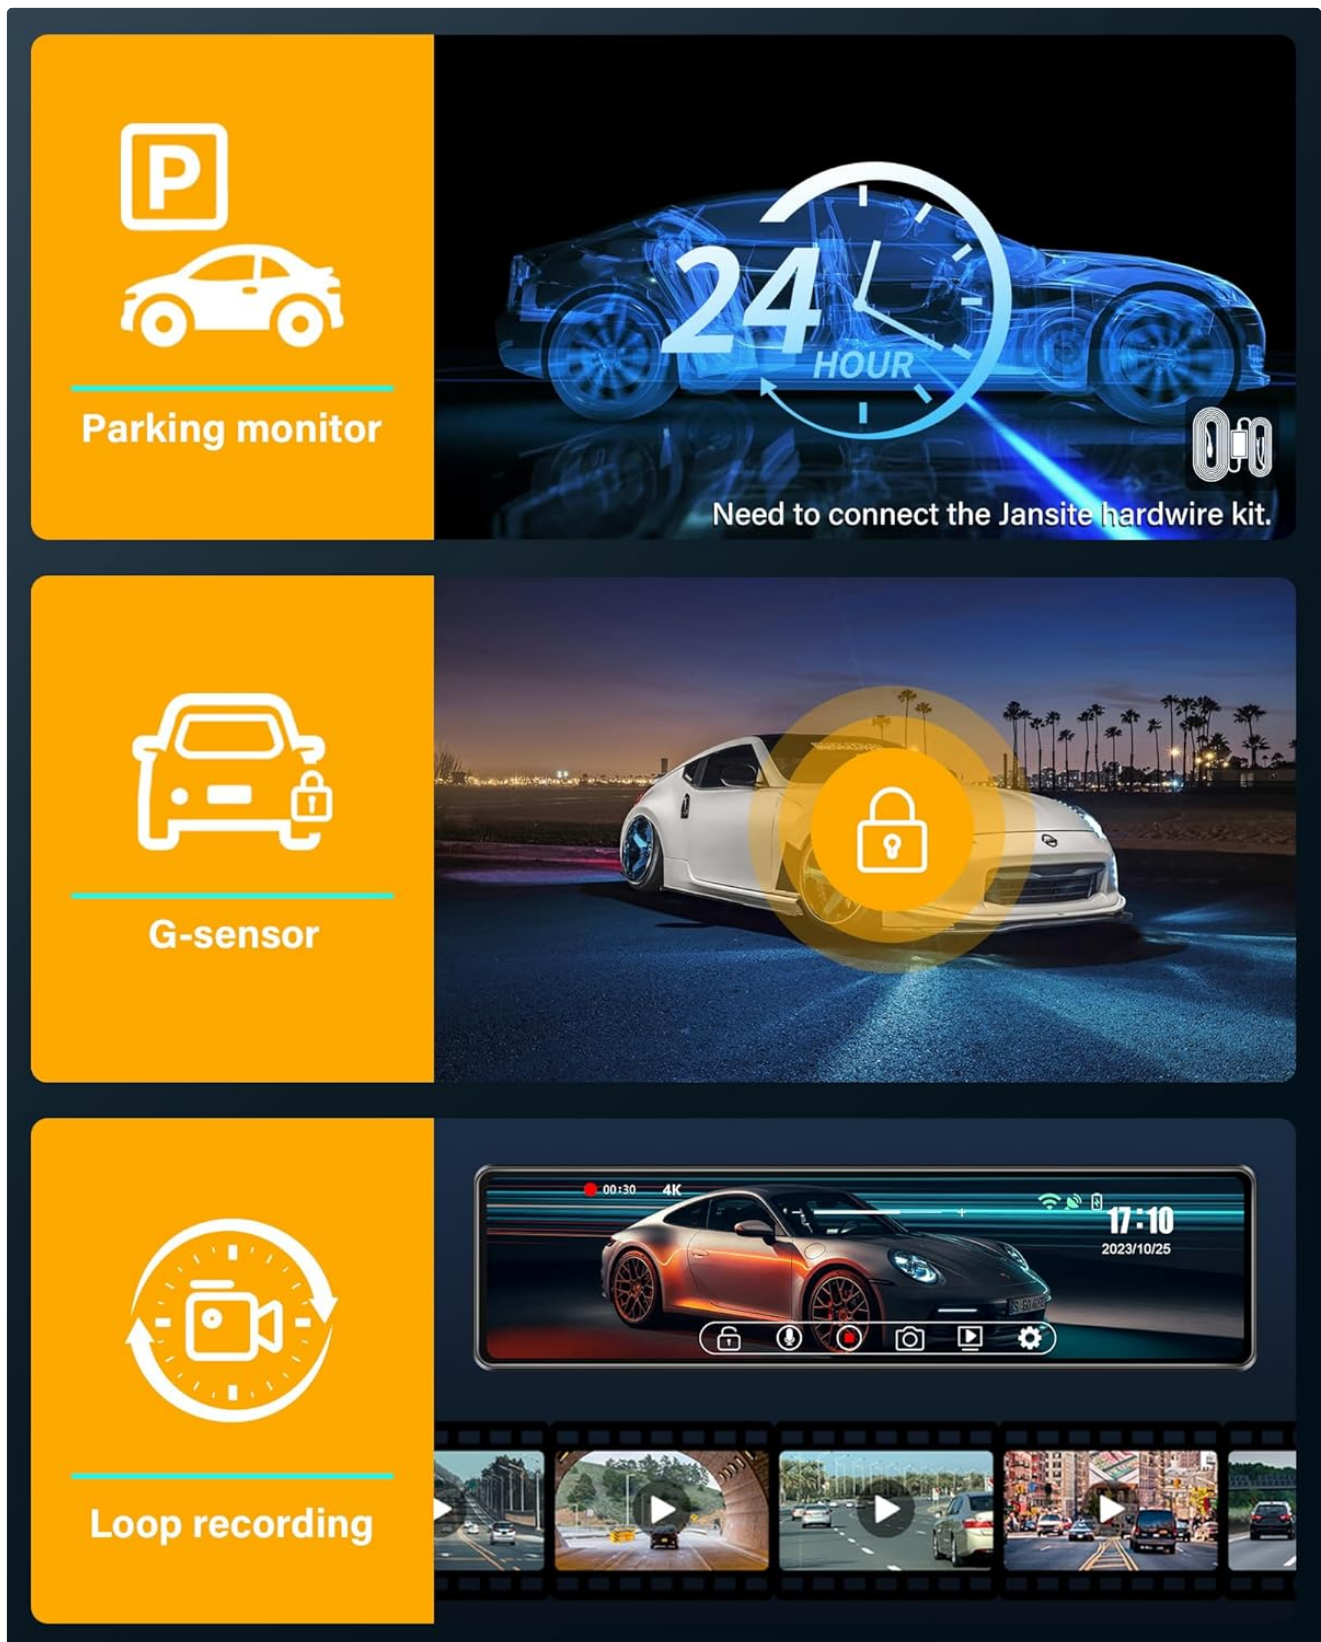 P
Parking monitor
24
HOUR
Need to connect the Jansite hardwire kit.
G-sensor
00:30 4K
17:10
2023/10/25
Loop recording